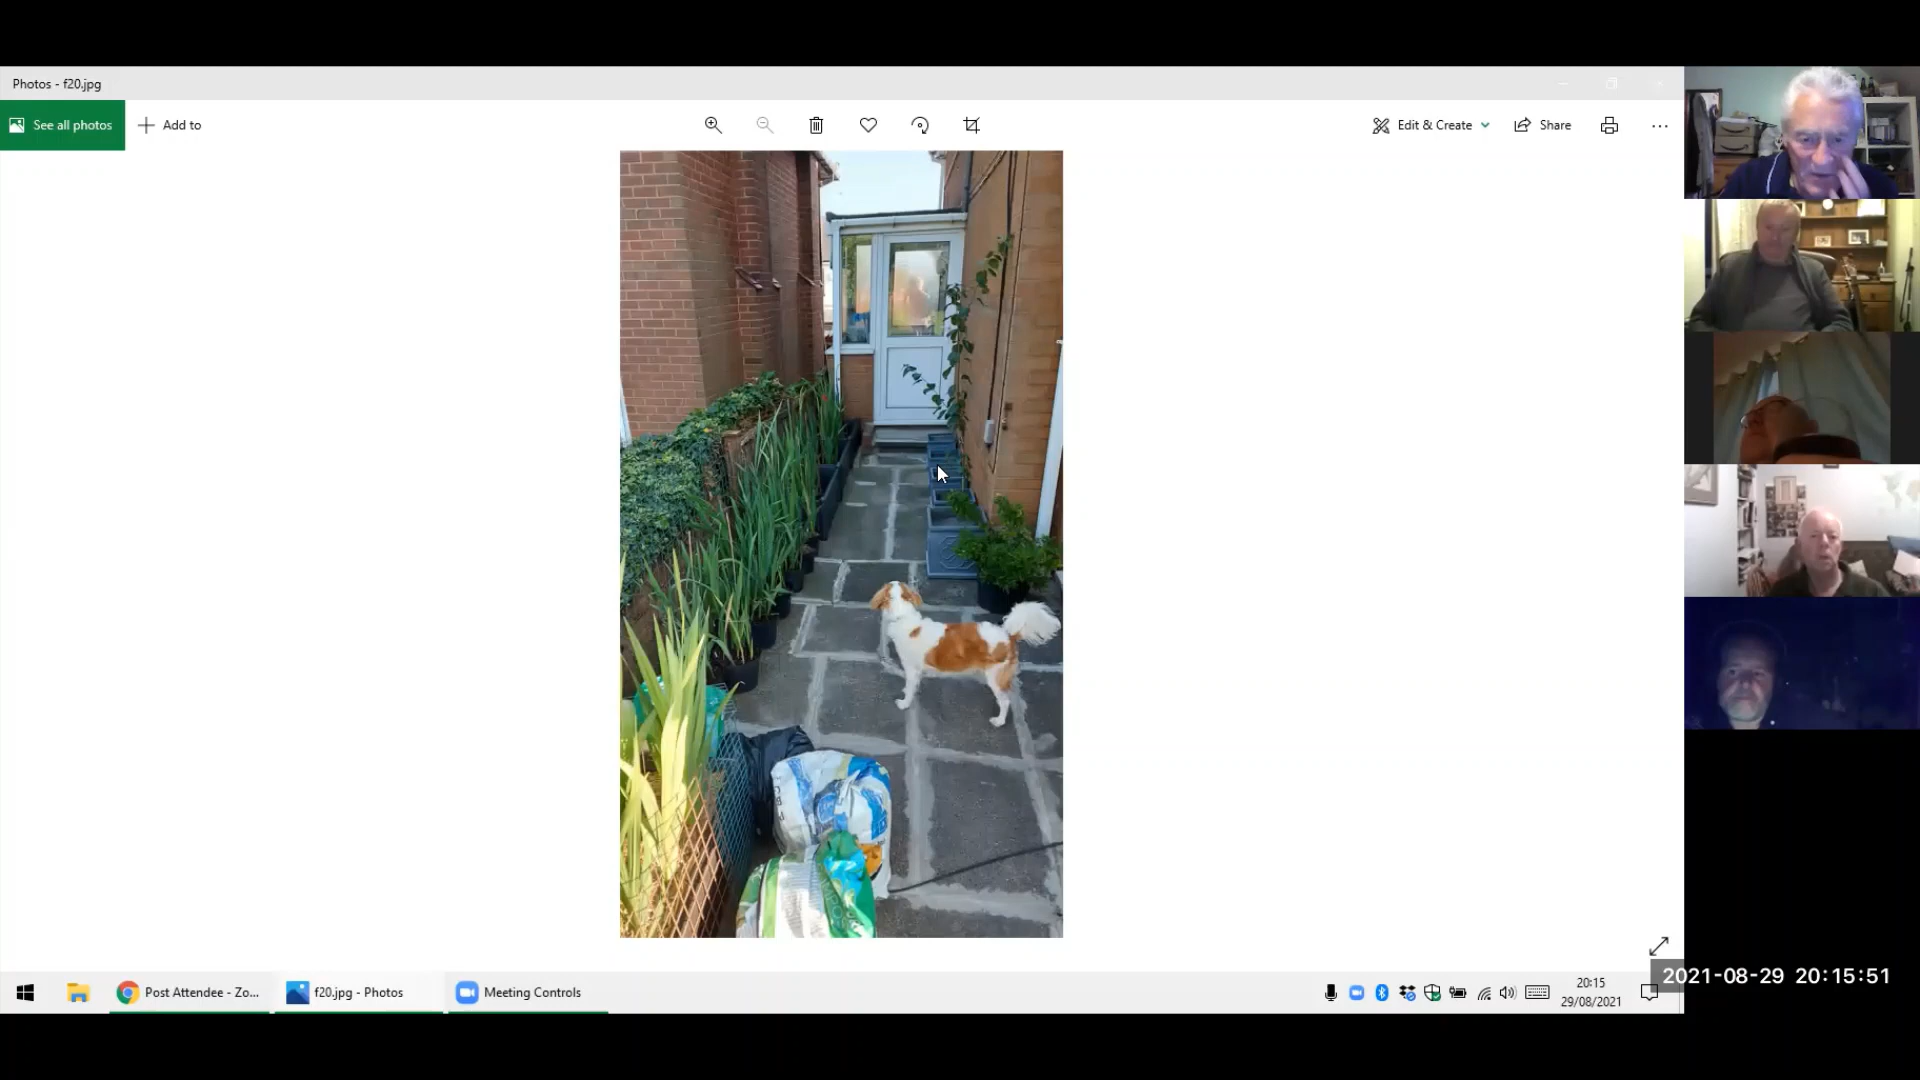 Photos - f20.jpg
See all photos
Add to
Edit & Create
Share
Post Attendee - Zo...
f20.jpg - Photos
Meeting Controls
20:15
29/08/2021
2021-08-29 20:15:51